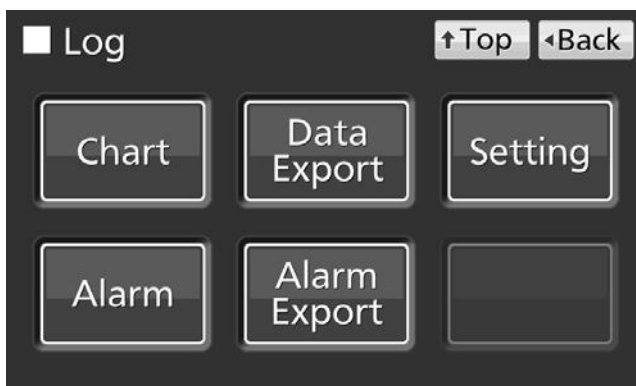 Log
↑Top
◂Back
Chart
Data
Export
Setting
Alarm
Alarm
Export